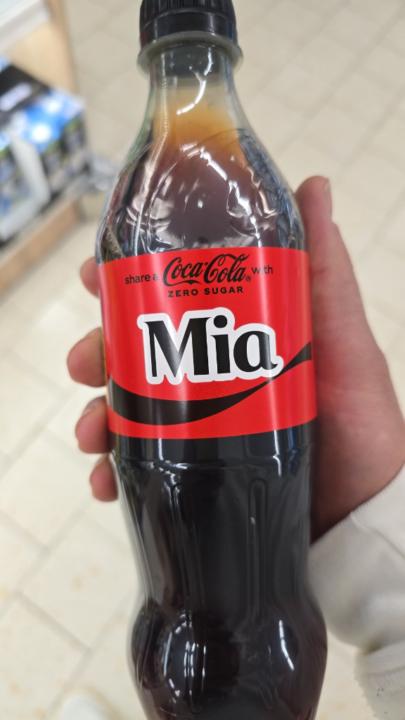 share a Coca-Cola® with
ZERO SUGAR
Mia